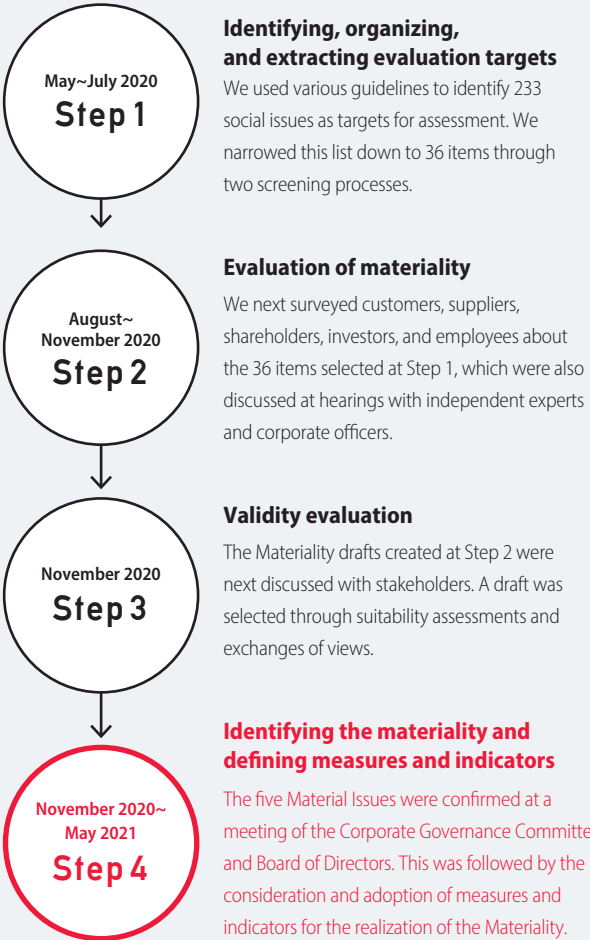 May~July 2020
Step 1
Identifying, organizing,
and extracting evaluation targets
We used various guidelines to identify 233
social issues as targets for assessment. We
narrowed this list down to 36 items through
two screening processes.
August~
November 2020
Step 2
Evaluation of materiality
We next surveyed customers, suppliers,
shareholders, investors, and employees about
the 36 items selected at Step 1, which were also
discussed at hearings with independent experts
and corporate officers.
November 2020
Step 3
Validity evaluation
The Materiality drafts created at Step 2 were
next discussed with stakeholders. A draft was
selected through suitability assessments and
exchanges of views.
November 2020~
May 2021
Step 4
Identifying the materiality and
defining measures and indicators
The five Material Issues were confirmed at a
meeting of the Corporate Governance Committe
and Board of Directors. This was followed by the
consideration and adoption of measures and
indicators for the realization of the Materiality.